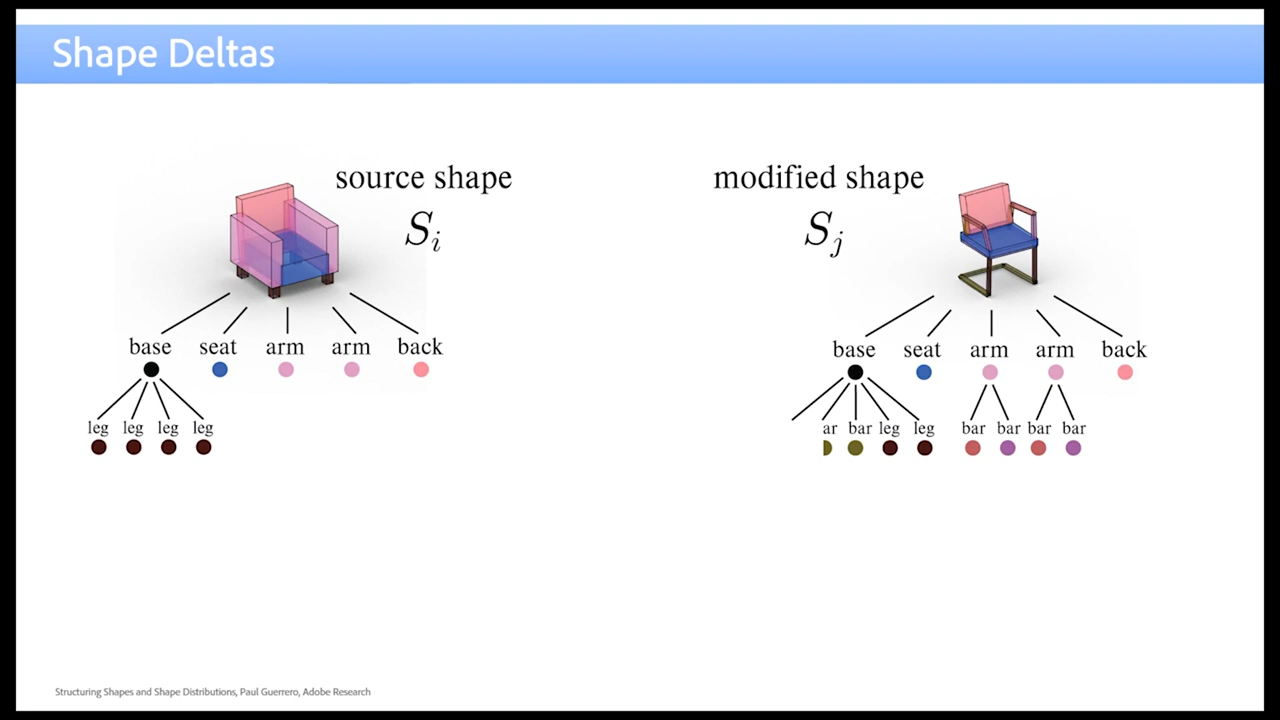 Shape Deltas
source shape
S_i
modified shape
S_j
base seat arm arm back
leg leg leg leg
base seat arm arm back
ar bar leg leg bar bar bar bar
Structuring Shapes and Shape Distributions, Paul Guerrero, Adobe Research